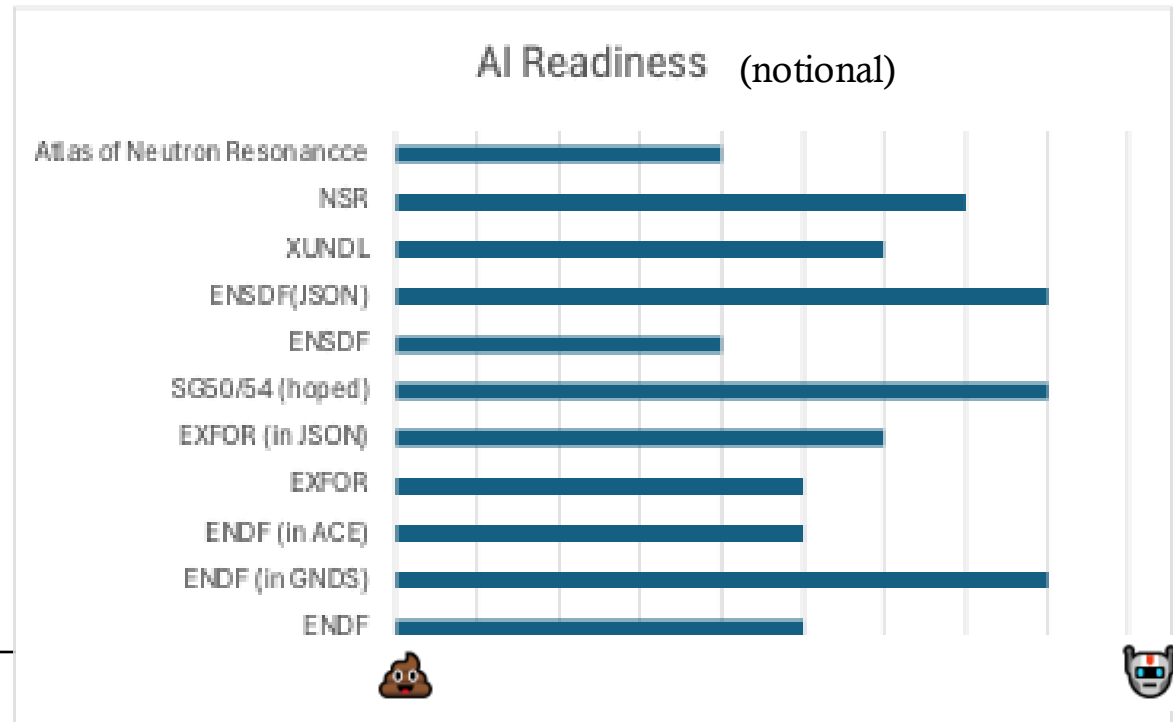 AI Readiness (notional)
Atlas of Neutron Resonancce
NSR
XUNDL
ENSDF(JSON)
ENSDF
SG50/54 (hoped)
EXFOR (in JSON)
EXFOR
ENDF (in ACE)
ENDF (in GNDS)
ENDF